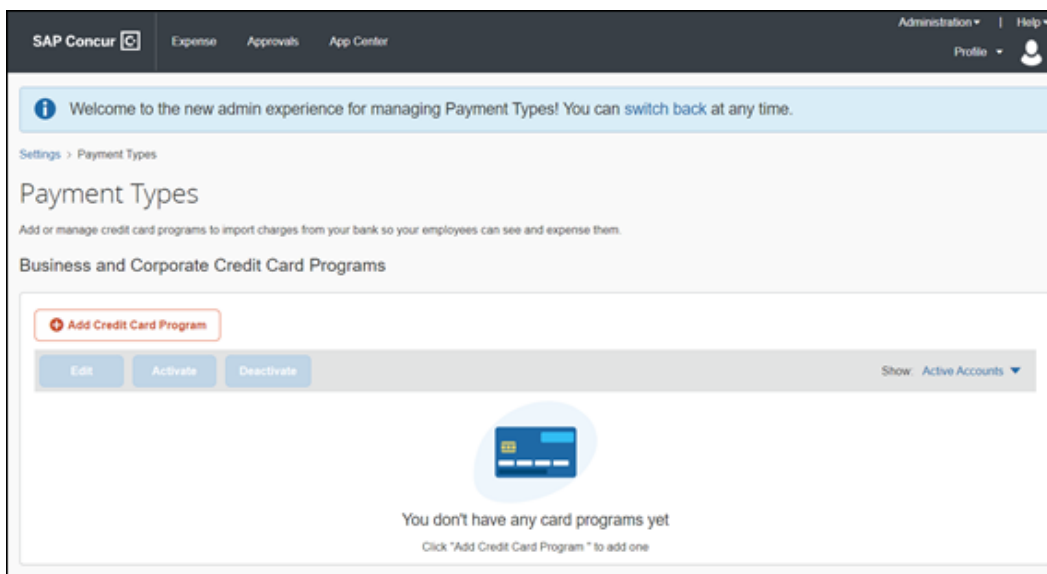 Administration | Help
SAP Concur C Expense Approvals App Center
Profile
Welcome to the new admin experience for managing Payment Types! You can switch back at any time.
Settings > Payment Types
Payment Types
Add or manage credit card programs to import charges from your bank so your employees can see and expense them.
Business and Corporate Credit Card Programs
Add Credit Card Program
Edit Activate Deactivate Show: Active Accounts
You don't have any card programs yet
Click "Add Credit Card Program " to add one